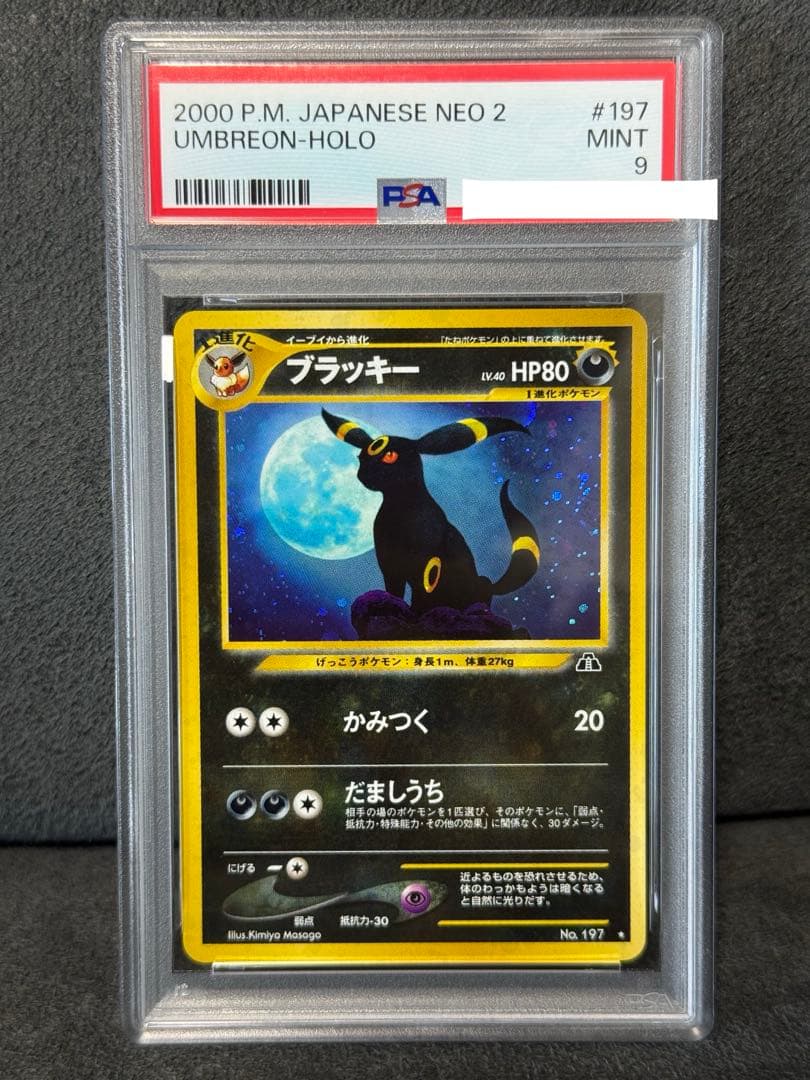 2000 P.M. JAPANESE NEO 2 #197
UMBREON-HOLO MINT
9
PSA
1進化
イーブイから進化 「たねポケモン」の上に重ねて進化させます。
ブラッキー LV.40 HP80
1進化ポケモン
げっこうポケモン:身長1m、体重27kg
かみつく 20
だましうち
相手の場のポケモンを1匹選び、そのポケモンに、「弱点・
抵抗力・特殊能力・その他の効果」に関係なく、30ダメージ。
にげる
近よるものを恐れさせるため、
体のわっかもようは暗くなる
と自然に光りだす。
弱点 抵抗力-30
Illus.Kimiya Masago No. 197
PSA